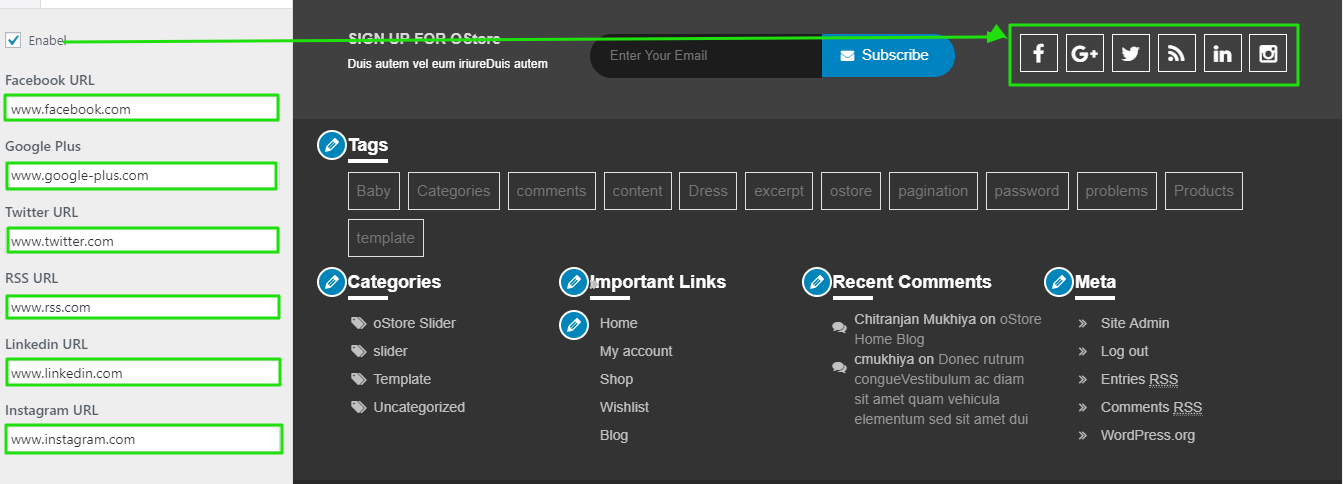 Enabel
Facebook URL
www.facebook.com
Google Plus
www.google-plus.com
Twitter URL
www.twitter.com
RSS URL
www.rss.com
Linkedin URL
www.linkedin.com
Instagram URL
www.instagram.com
SIGN UP FOR OStore
Duis autem vel eum iriureDuis autem
Enter Your Email Subscribe
Tags
Baby Categories comments content Dress excerpt ostore pagination password problems Products
template
Categories
oStore Slider
slider
Template
Uncategorized
Important Links
Home
My account
Shop
Wishlist
Blog
Recent Comments
Chitranjan Mukhiya on oStore
Home Blog
cmukhiya on Donec rutrum
congueVestibulum ac diam
sit amet quam vehicula
elementum sed sit amet dui
Meta
Site Admin
Log out
Entries RSS
Comments RSS
WordPress.org